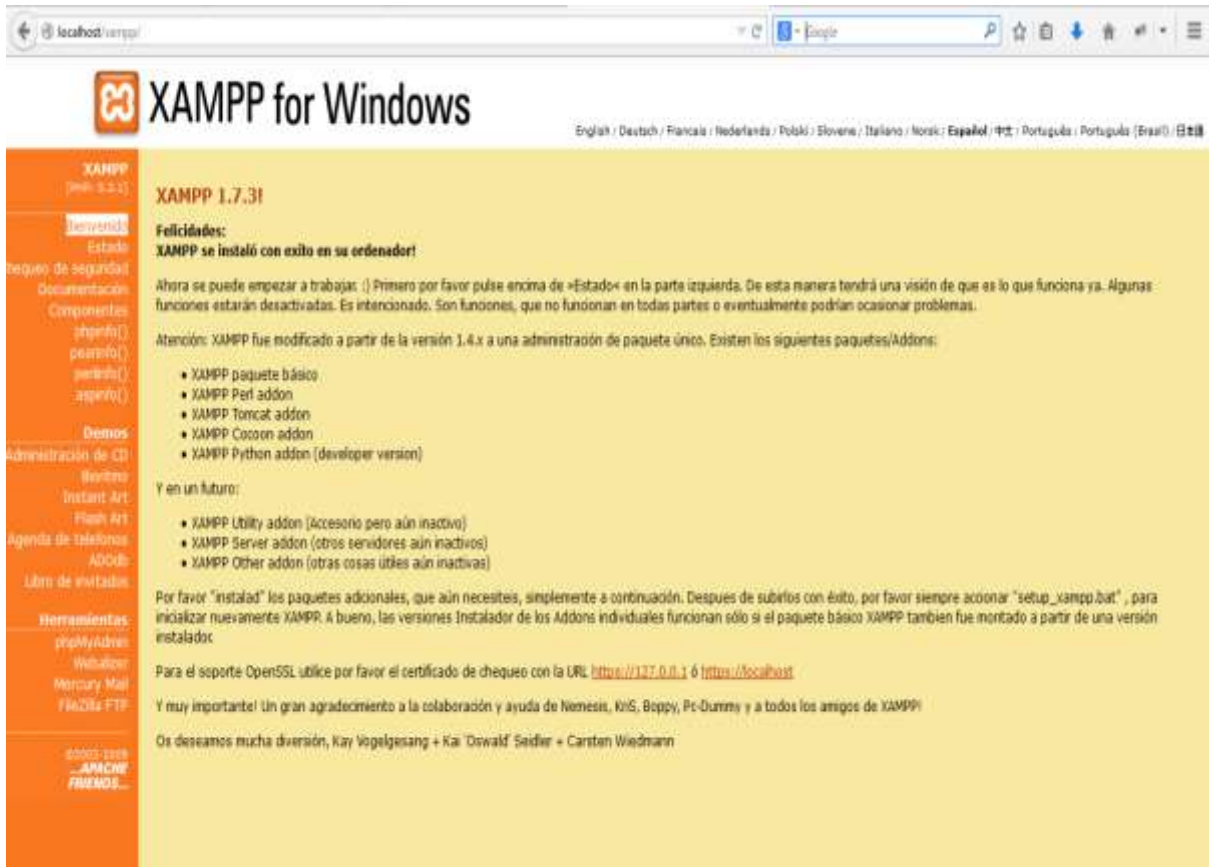 localhost/xampp/
Google
XAMPP for Windows
English / Deutsch / Francais / Nederlands / Polski / Slovene / Italiano / Norsk / Español / 中文 / Português / Português (Brasil) / 日本語
XAMPP
[PHP: 5.3.1]
Bienvenido
Estado
hequeo de seguridad
Documentación
Componentes
phpinfo()
pearinfo()
perlinfo()
aspinfo()
Demos
Administración de CD
Bioritmo
Instant Art
Flash Art
Agenda de teléfonos
ADOdb
Libro de invitados
Herramientas
phpMyAdmin
Webalizer
Mercury Mail
FileZilla FTP
©2002-2009
...APACHE
FRIENDS...
XAMPP 1.7.3!
Felicidades:
XAMPP se instaló con exito en su ordenador!
Ahora se puede empezar a trabajar. :) Primero por favor pulse encima de »Estado« en la parte izquierda. De esta manera tendrá una visión de que es lo que funciona ya. Algunas
funciones estarán desactivadas. Es intencionado. Son funciones, que no funcionan en todas partes o eventualmente podrían ocasionar problemas.
Atención: XAMPP fue modificado a partir de la versión 1.4.x a una administración de paquete único. Existen los siguientes paquetes/Addons:
• XAMPP paquete básico
• XAMPP Perl addon
• XAMPP Tomcat addon
• XAMPP Cocoon addon
• XAMPP Python addon (developer version)
Y en un futuro:
• XAMPP Utility addon (Accesorio pero aún inactivo)
• XAMPP Server addon (otros servidores aún inactivos)
• XAMPP Other addon (otras cosas útiles aún inactivas)
Por favor "instalad" los paquetes adicionales, que aún necesiteis, simplemente a continuación. Despues de subirlos con éxito, por favor siempre accionar "setup_xampp.bat" , para
inicializar nuevamente XAMPP. A bueno, las versiones Instalador de los Addons individuales funcionan sólo si el paquete básico XAMPP tambien fue montado a partir de una versión
instalador.
Para el soporte OpenSSL utilice por favor el certificado de chequeo con la URL https://127.0.0.1 ó https://localhost
Y muy importante! Un gran agradecimiento a la colaboración y ayuda de Nemesis, KriS, Boppy, Pc-Dummy y a todos los amigos de XAMPP!
Os deseamos mucha diversión, Kay Vogelgesang + Kai 'Oswald' Seidler + Carsten Wiedmann